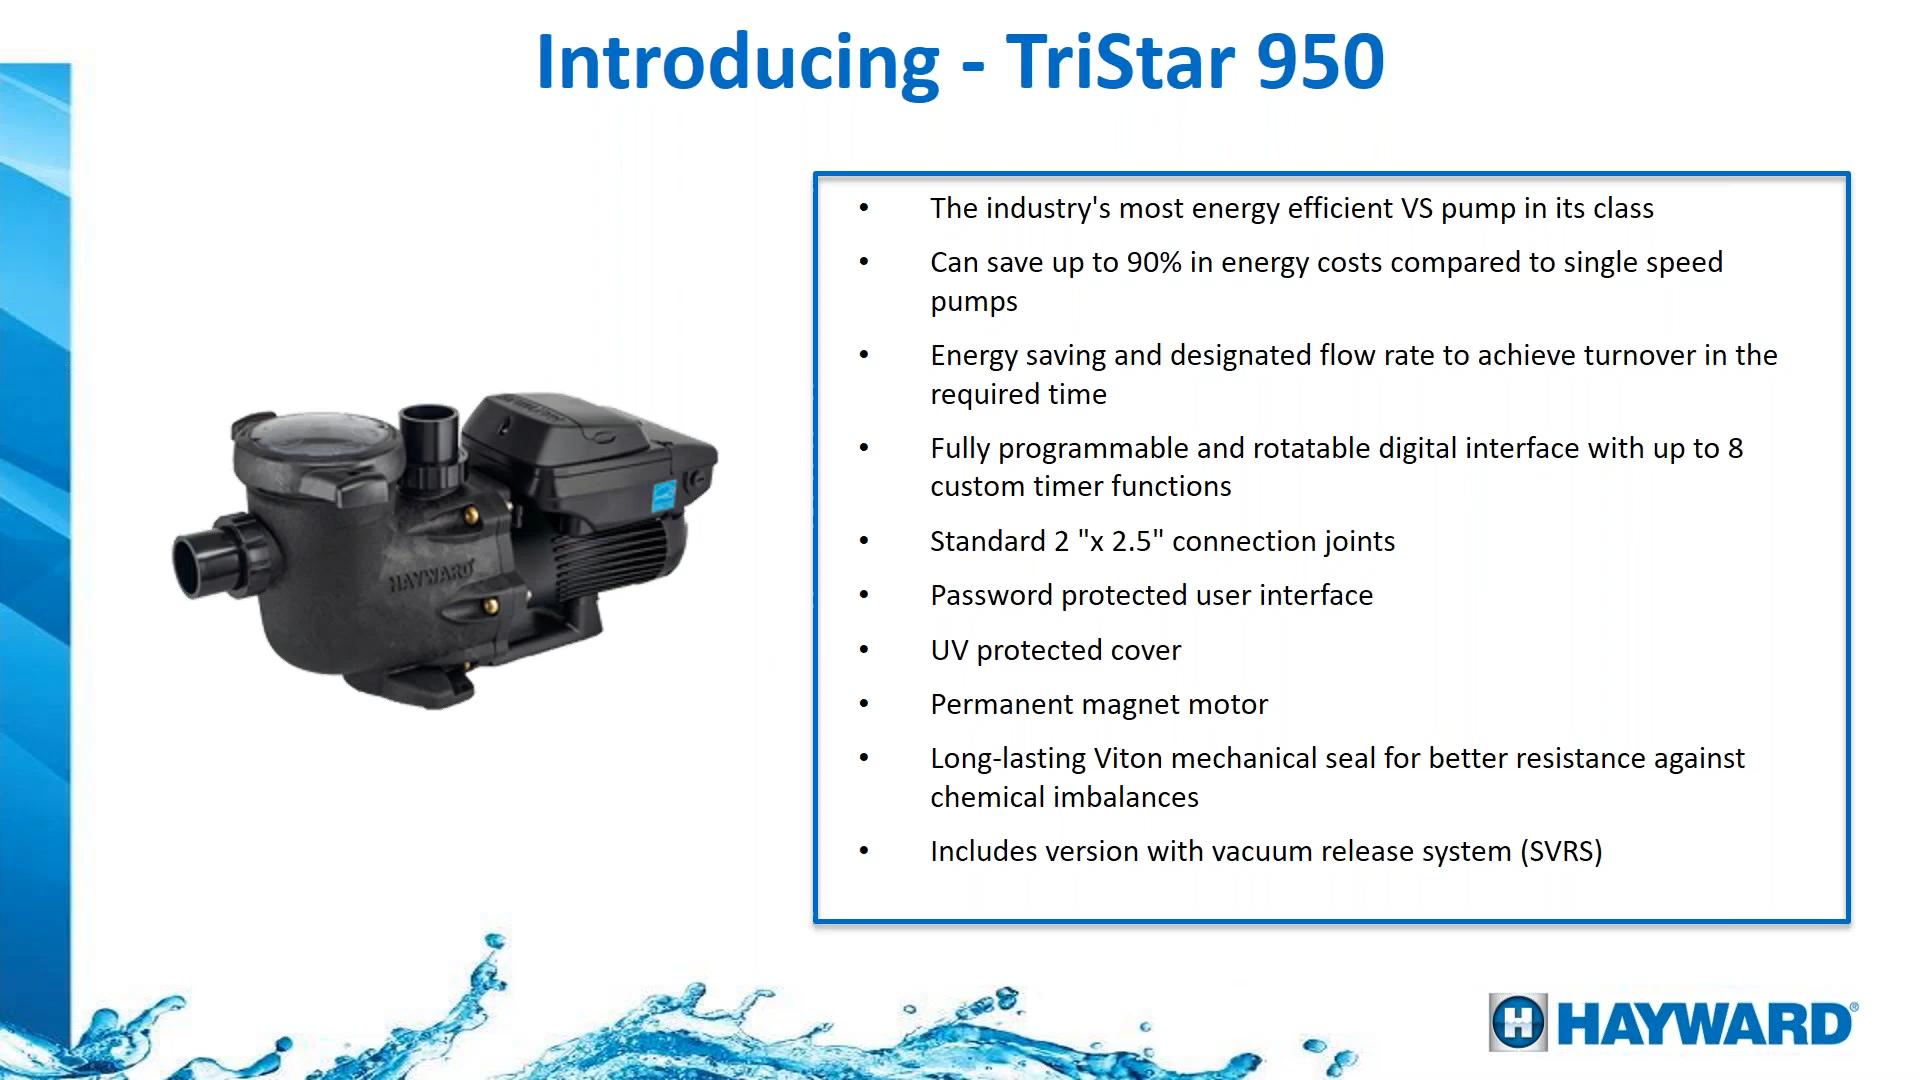 Introducing - TriStar 950
• The industry's most energy efficient VS pump in its class
• Can save up to 90% in energy costs compared to single speed
pumps
• Energy saving and designated flow rate to achieve turnover in the
required time
• Fully programmable and rotatable digital interface with up to 8
custom timer functions
• Standard 2 "x 2.5" connection joints
• Password protected user interface
• UV protected cover
• Permanent magnet motor
• Long-lasting Viton mechanical seal for better resistance against
chemical imbalances
• Includes version with vacuum release system (SVRS)
HAYWARD
H HAYWARD®